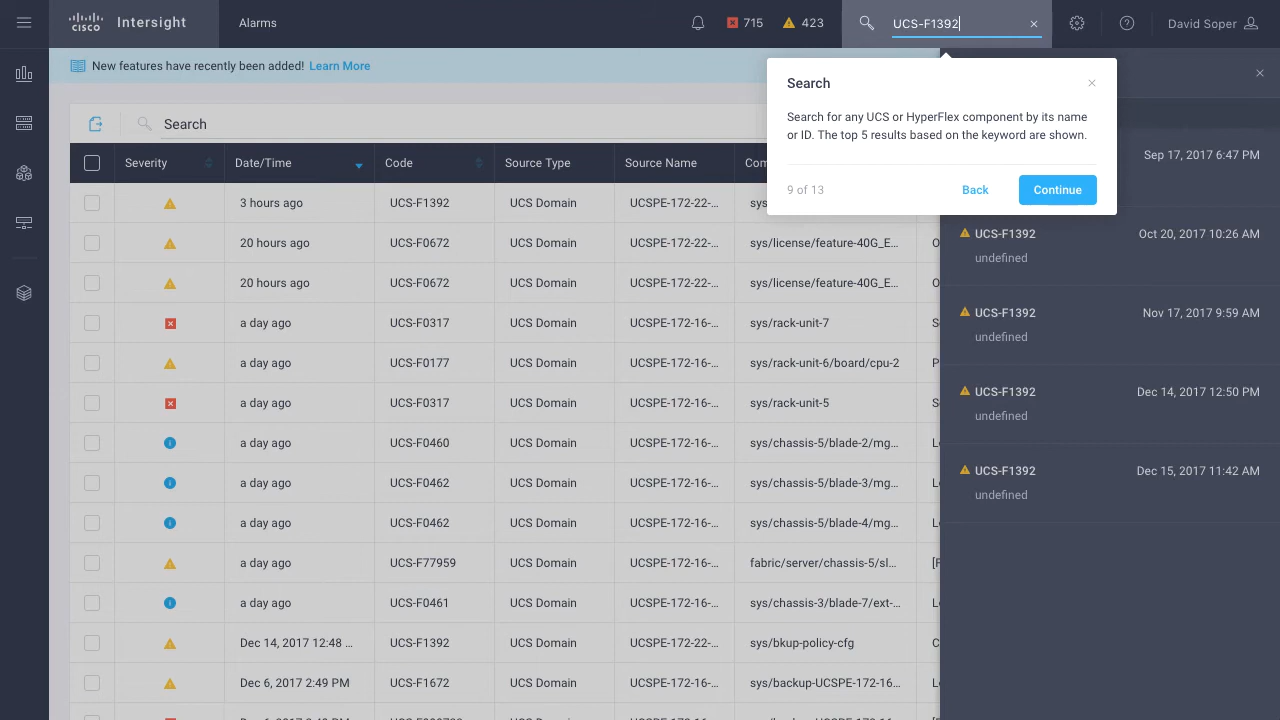 CISCO Intersight Alarms 715 423 UCS-F1392 David Soper
New features have recently been added! Learn More
Search
Search for any UCS or HyperFlex component by its name
or ID. The top 5 results based on the keyword are shown.
9 of 13 Back Continue
Search
Severity Date/Time Code Source Type Source Name Com
3 hours ago UCS-F1392 UCS Domain UCSPE-172-22-... sys
20 hours ago UCS-F0672 UCS Domain UCSPE-172-22-... sys/license/feature-40G_E... O
20 hours ago UCS-F0672 UCS Domain UCSPE-172-22-... sys/license/feature-40G_E... O
a day ago UCS-F0317 UCS Domain UCSPE-172-16-... sys/rack-unit-7
a day ago UCS-F0177 UCS Domain UCSPE-172-16-... sys/rack-unit-6/board/cpu-2 P
a day ago UCS-F0317 UCS Domain UCSPE-172-16-... sys/rack-unit-5
a day ago UCS-F0460 UCS Domain UCSPE-172-16-... sys/chassis-5/blade-2/mg...
a day ago UCS-F0462 UCS Domain UCSPE-172-16-... sys/chassis-5/blade-3/mg...
a day ago UCS-F0462 UCS Domain UCSPE-172-16-... sys/chassis-5/blade-4/mg...
a day ago UCS-F77959 UCS Domain UCSPE-172-16-... fabric/server/chassis-5/sl...
a day ago UCS-F0461 UCS Domain UCSPE-172-16-... sys/chassis-3/blade-7/ext-...
Dec 14, 2017 12:48 ... UCS-F1392 UCS Domain UCSPE-172-22-... sys/bkup-policy-cfg C
Dec 6, 2017 2:49 PM UCS-F1672 UCS Domain UCSPE-172-16-... sys/backup-UCSPE-172-16...
Sep 17, 2017 6:47 PM
UCS-F1392 Oct 20, 2017 10:26 AM
undefined
UCS-F1392 Nov 17, 2017 9:59 AM
undefined
UCS-F1392 Dec 14, 2017 12:50 PM
undefined
UCS-F1392 Dec 15, 2017 11:42 AM
undefined